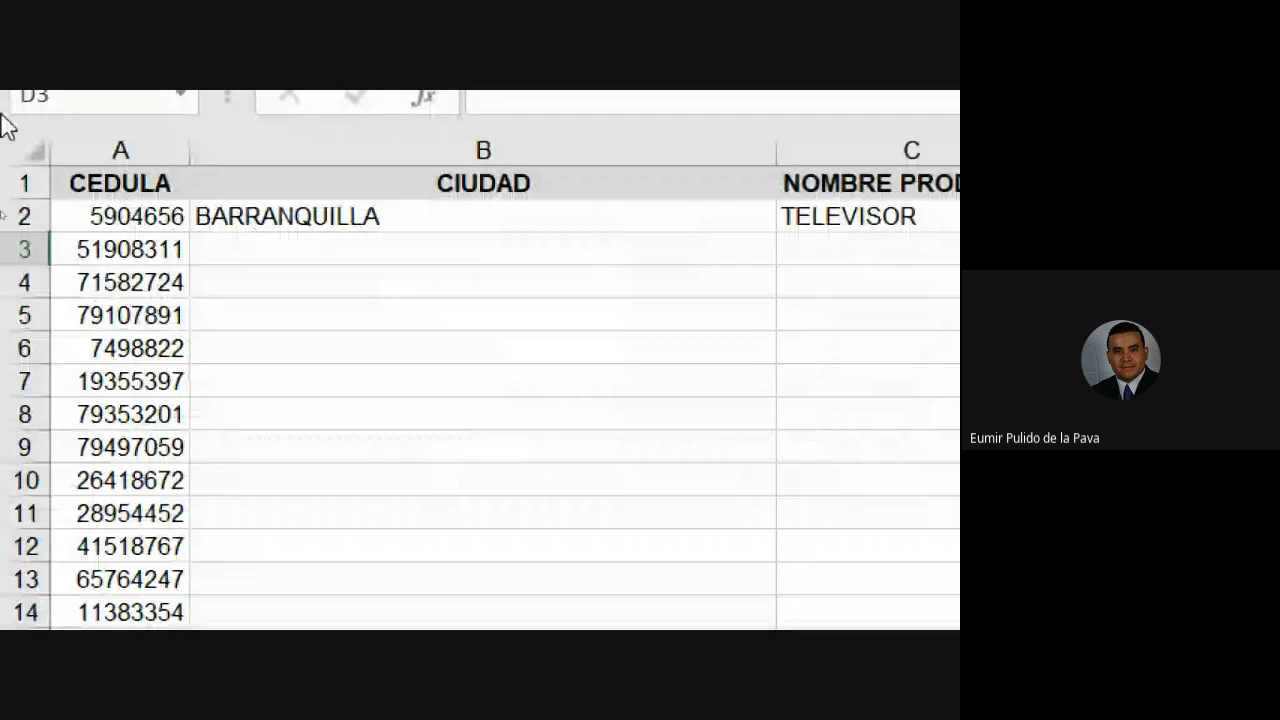 D3 fx
A B C
1 CEDULA CIUDAD NOMBRE PROD
2 5904656 BARRANQUILLA TELEVISOR
3 51908311
4 71582724
5 79107891
6 7498822
7 19355397
8 79353201
9 79497059
10 26418672
11 28954452
12 41518767
13 65764247
14 11383354
Eumir Pulido de la Pava